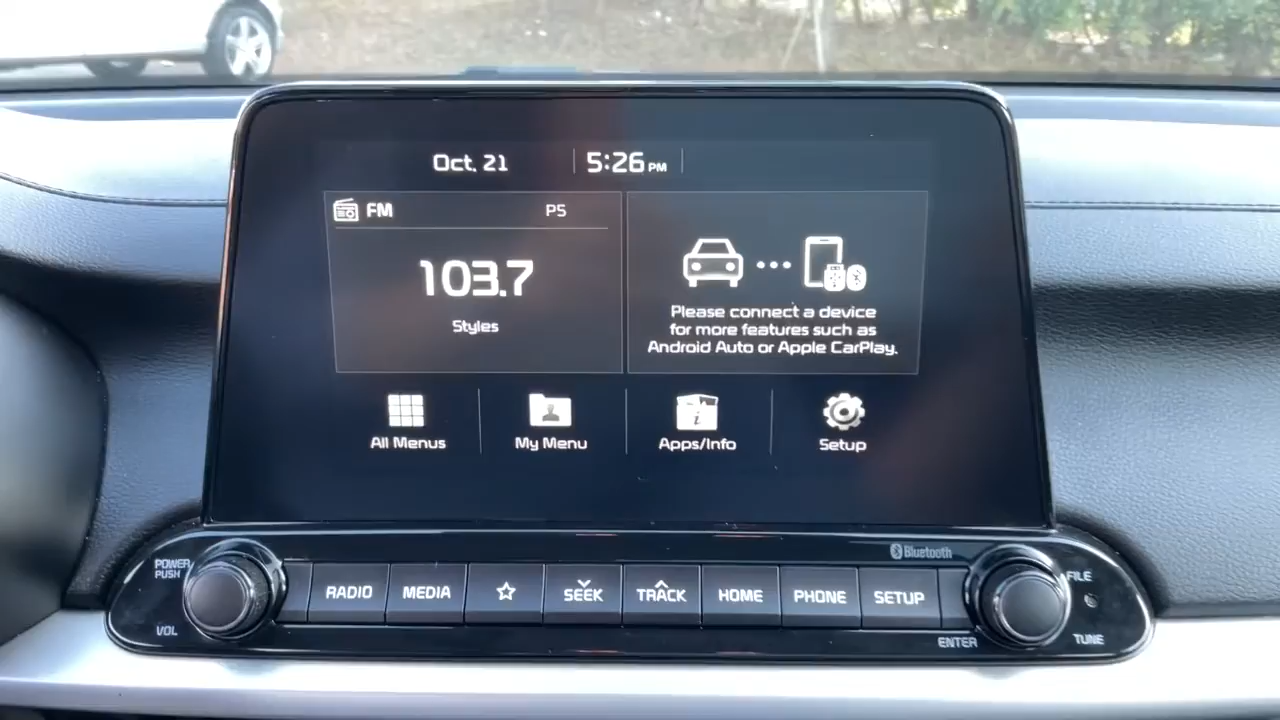 Oct. 21 5:26 PM
FM P5
103.7
Styles
Please connect a device
for more features such as
Android Auto or Apple CarPlay.
All Menus My Menu Apps/Info Setup
Bluetooth
POWER
PUSH
RADIO MEDIA SEEK TRACK HOME PHONE SETUP
FILE
VOL
ENTER
TUNE